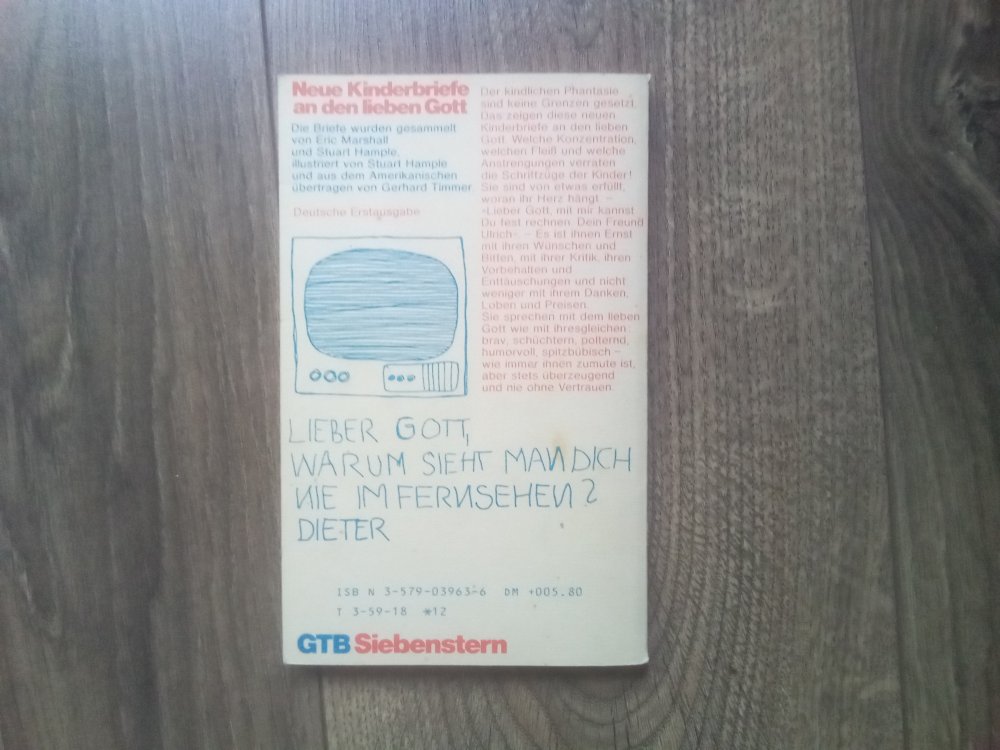 Neue Kinderbriefe
an den lieben Gott
Die Briefe wurden gesammelt
von Eric Marshall
und Stuart Hample,
illustriert von Stuart Hample
und aus dem Amerikanischen
übertragen von Gerhard Timmer
Deutsche Erstausgabe
Der kindlichen Phantasie
sind keine Grenzen gesetzt.
Das zeigen diese neuen
Kinderbriefe an den lieben
Gott. Welche Konzentration,
welchen Fleiß und welche
Anstrengungen verraten
die Schriftzüge der Kinder!
Sie sind von etwas erfüllt,
woran ihr Herz hängt –
»Lieber Gott, mit mir kannst
Du fest rechnen. Dein Freund
Ulrich«. – Es ist ihnen Ernst
mit ihren Wünschen und
Bitten, mit ihrer Kritik, ihren
Vorbehalten und
Enttäuschungen und nicht
weniger mit ihrem Danken,
Loben und Preisen.
Sie sprechen mit dem lieben
Gott wie mit ihresgleichen:
brav, schüchtern, polternd,
humorvoll, spitzbübisch –
wie immer ihnen zumute ist,
aber stets überzeugend
und nie ohne Vertrauen.
LIEBER GOTT,
WARUM SIEHT MAN DICH
NIE IM FERNSEHEN?
DIETER
ISB N 3-579-03963-6 DM +005.80
T 3-59-18 *12
GTB Siebenstern